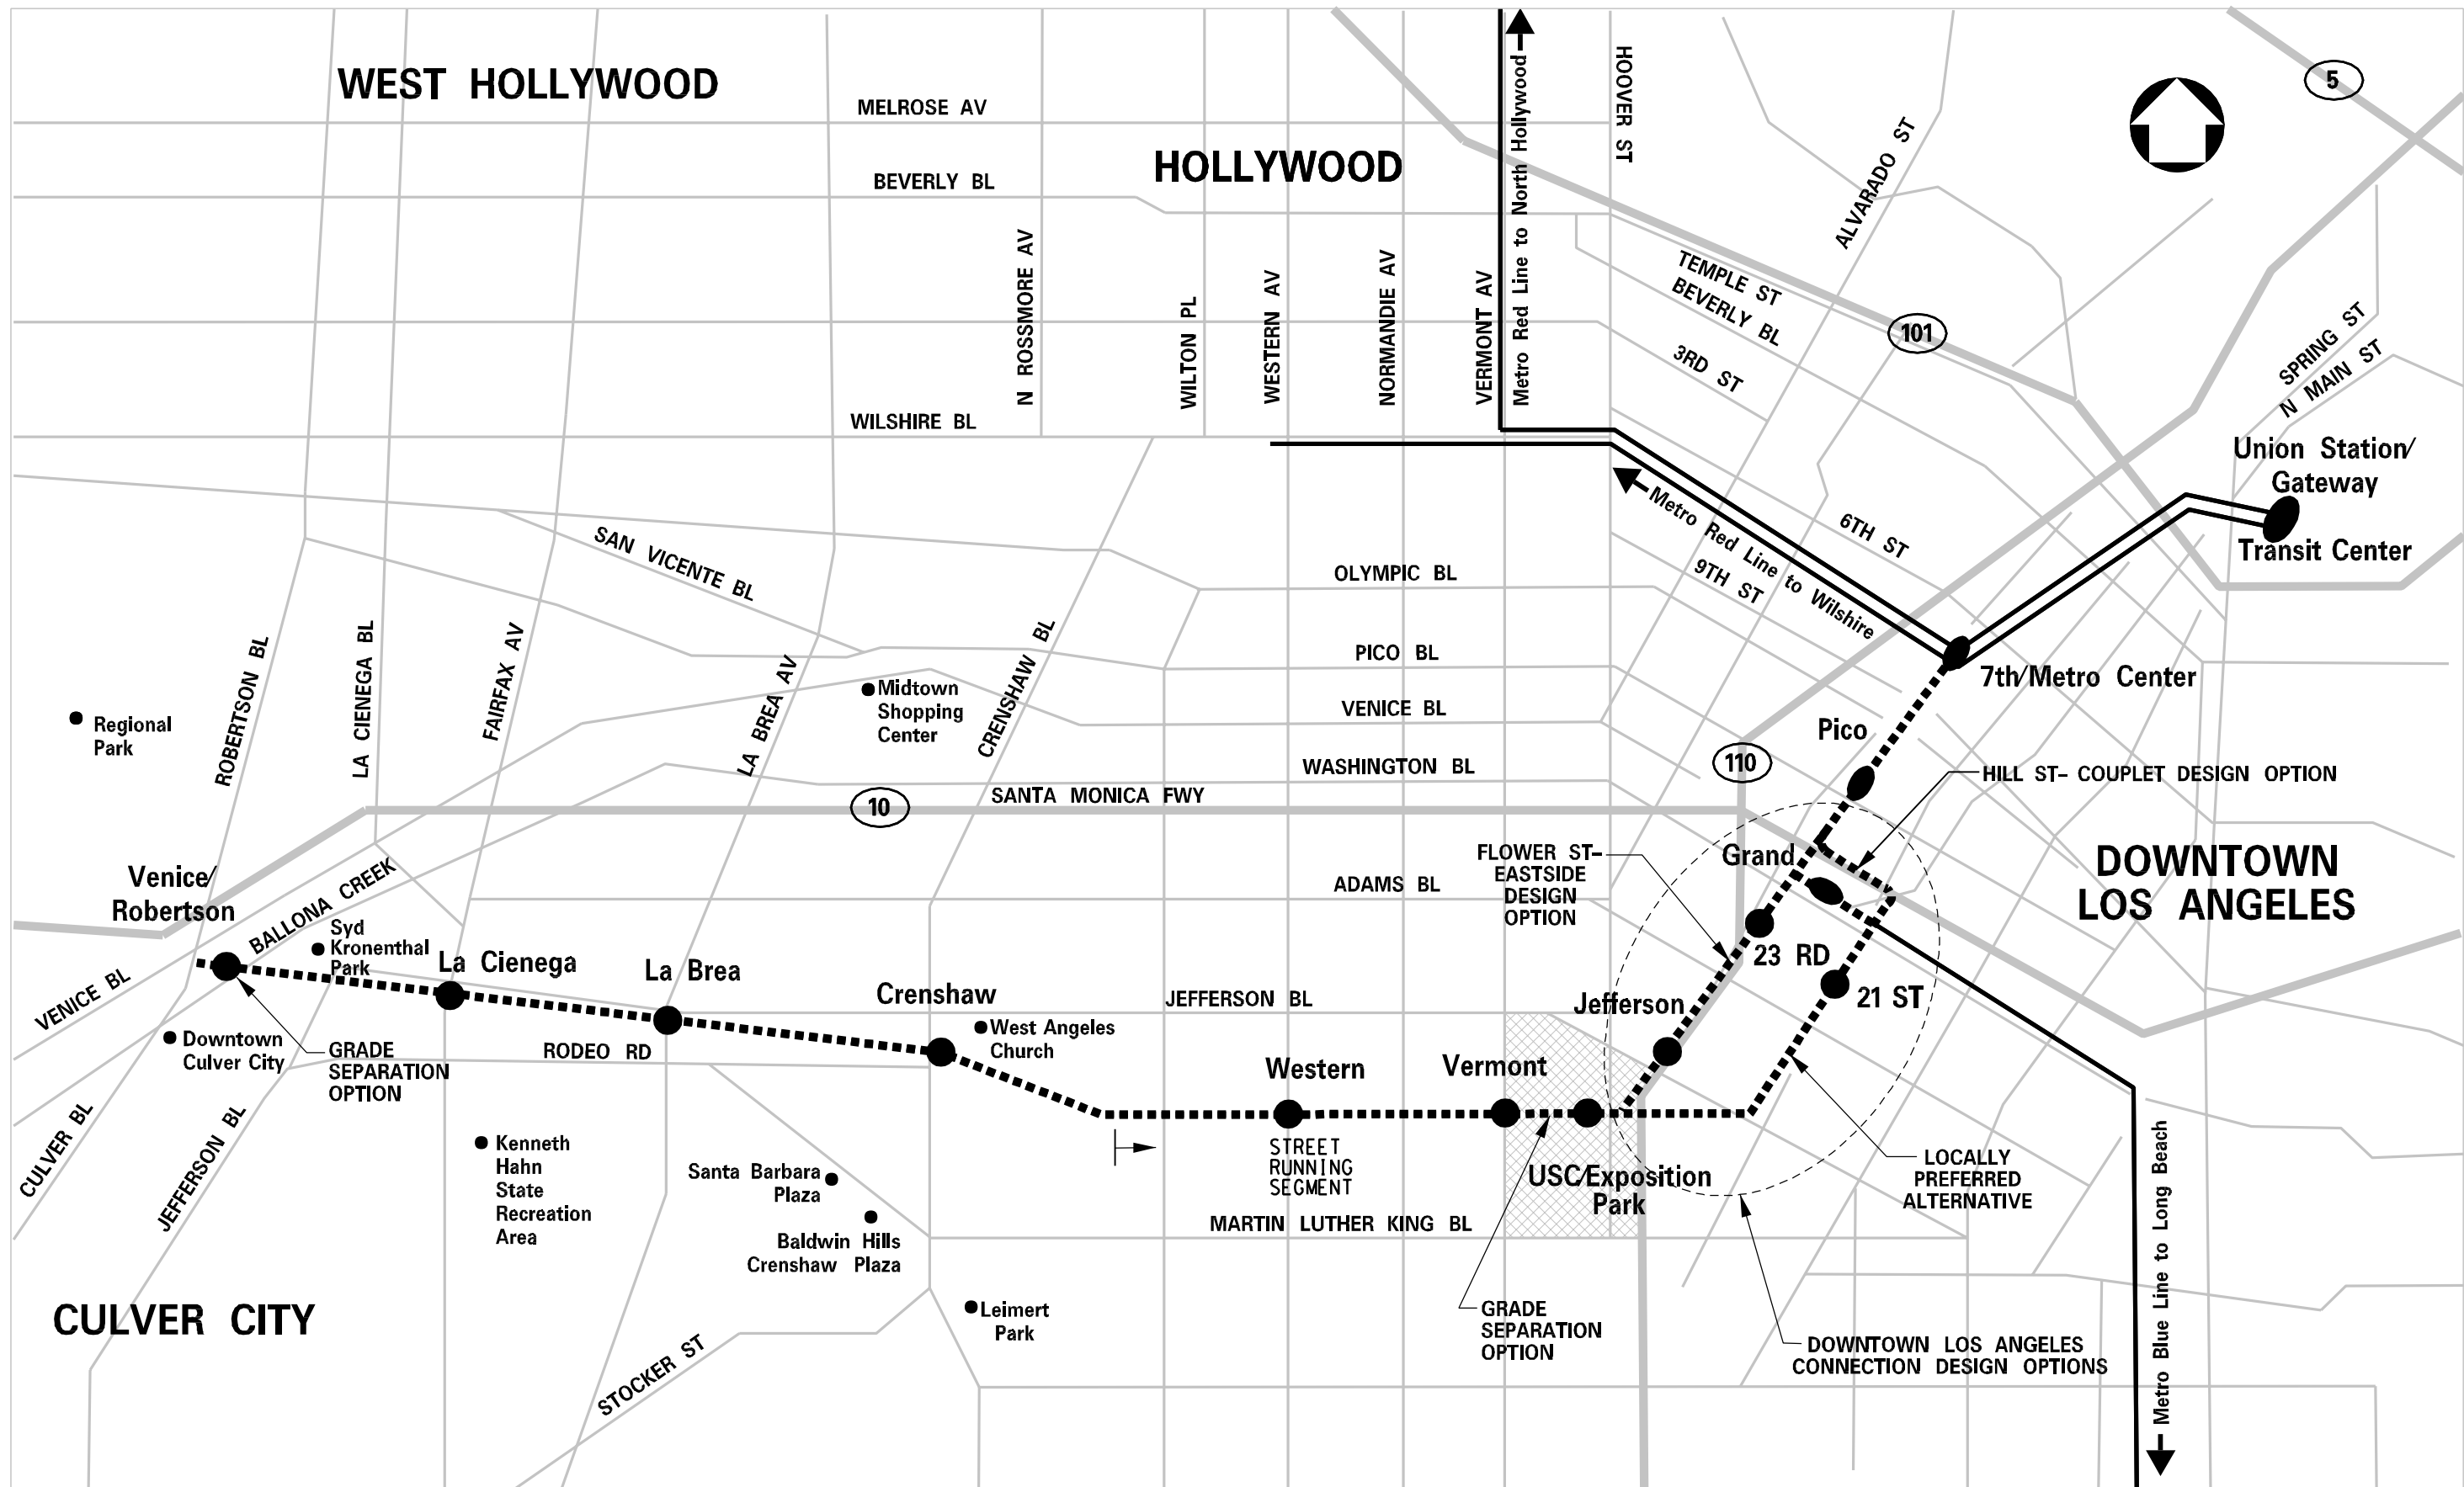 WEST HOLLYWOOD
MELROSE AV
HOLLYWOOD
BEVERLY BL
Metro Red Line to North Hollywood
HOOVER ST
ALVARADO ST
5
N ROSSMORE AV
WILTON PL
WESTERN AV
NORMANDIE AV
VERMONT AV
TEMPLE ST
BEVERLY BL
3RD ST
101
SPRING ST
N MAIN ST
WILSHIRE BL
Union Station/
Gateway
Transit Center
Metro Red Line to Wilshire
6TH ST
9TH ST
SAN VICENTE BL
OLYMPIC BL
ROBERTSON BL
LA CIENEGA BL
FAIRFAX AV
LA BREA AV
CRENSHAW BL
PICO BL
7th/Metro Center
Regional
Park
Midtown
Shopping
Center
VENICE BL
Pico
WASHINGTON BL
110
HILL ST- COUPLET DESIGN OPTION
10
SANTA MONICA FWY
Venice/
Robertson
BALLONA CREEK
FLOWER ST-
EASTSIDE
DESIGN
OPTION
Grand
DOWNTOWN
LOS ANGELES
ADAMS BL
Syd
Kronenthal
Park
La Cienega
La Brea
23 RD
VENICE BL
Crenshaw
JEFFERSON BL
Jefferson
21 ST
Downtown
Culver City
GRADE
SEPARATION
OPTION
RODEO RD
West Angeles
Church
Western
Vermont
CULVER BL
JEFFERSON BL
Kenneth
Hahn
State
Recreation
Area
Santa Barbara
Plaza
STREET
RUNNING
SEGMENT
USC/Exposition
Park
LOCALLY
PREFERRED
ALTERNATIVE
Metro Blue Line to Long Beach
MARTIN LUTHER KING BL
Baldwin Hills
Crenshaw Plaza
CULVER CITY
Leimert
Park
GRADE
SEPARATION
OPTION
STOCKER ST
DOWNTOWN LOS ANGELES
CONNECTION DESIGN OPTIONS